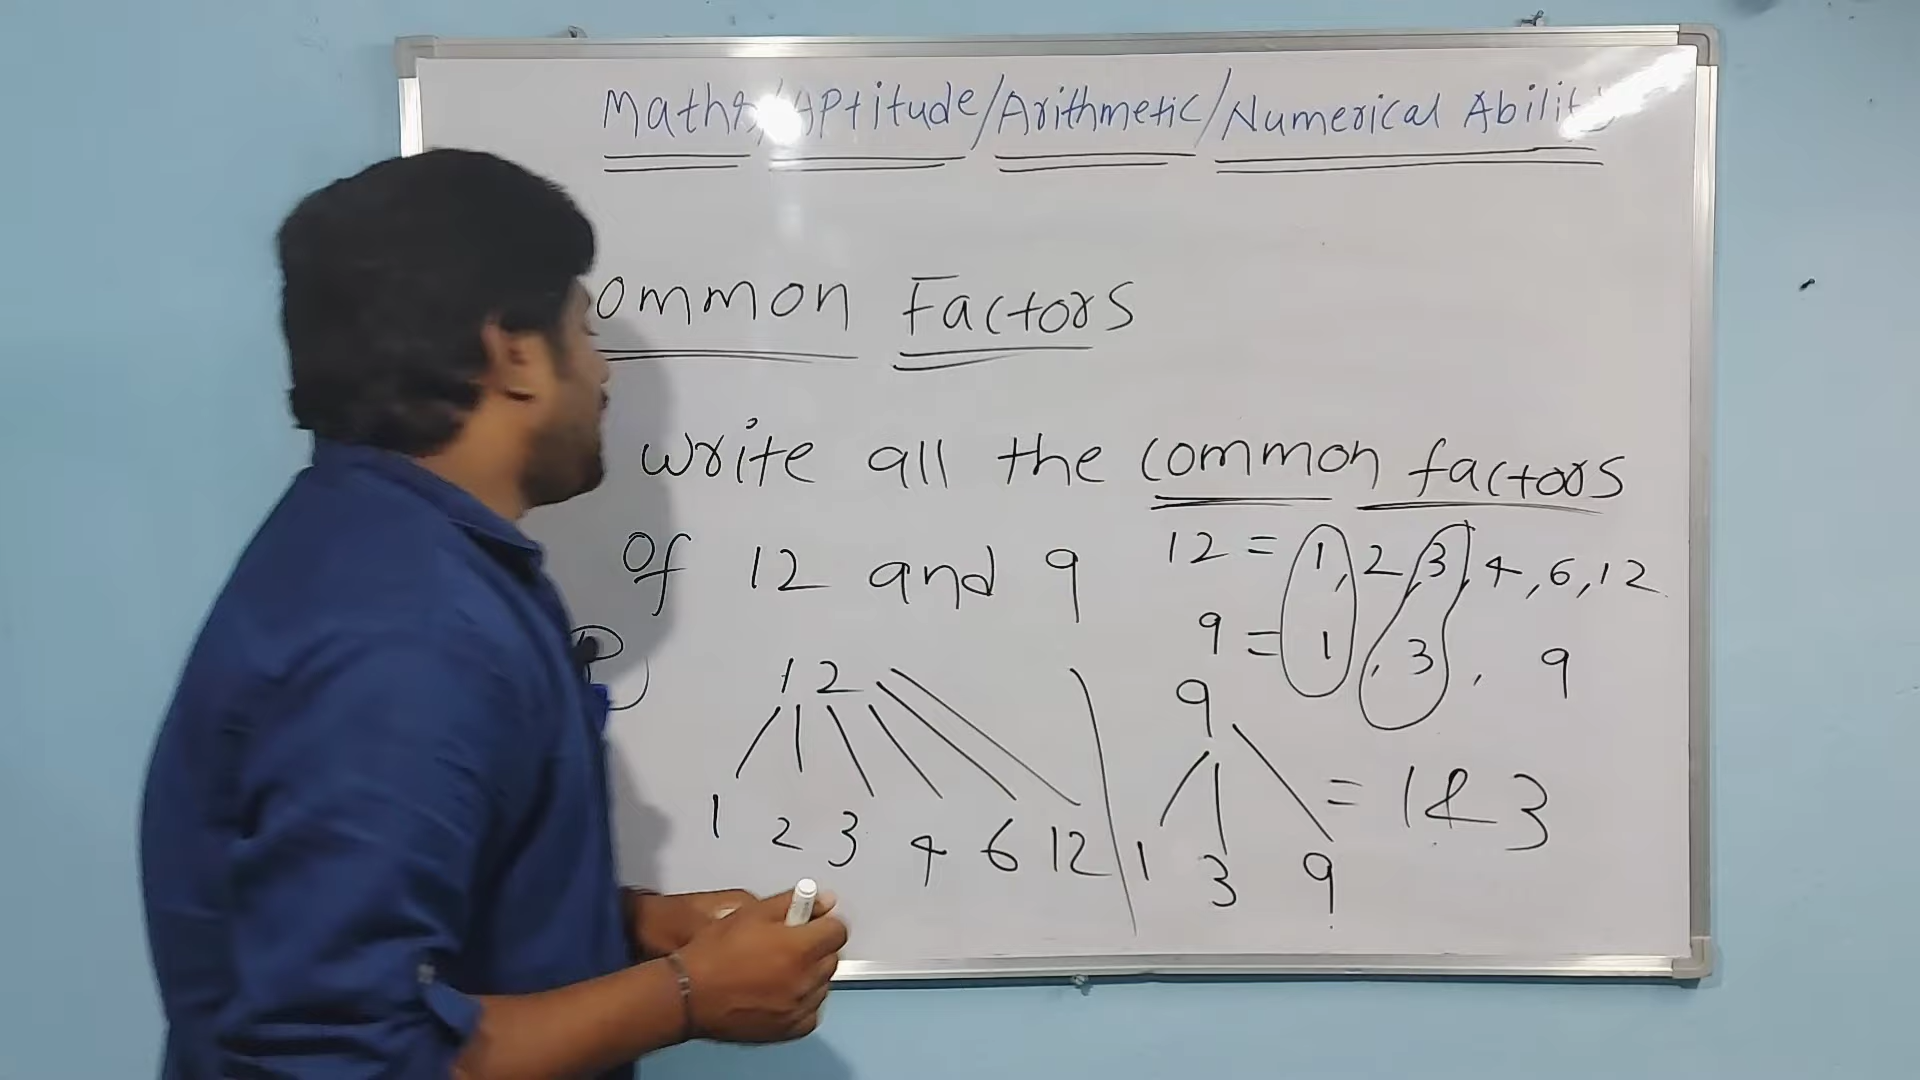 Maths/Aptitude/Arithmetic/Numerical Ability
ommon Factors
write all the common factors
of 12 and 9
12 = 1, 2, 3, 4, 6, 12
9 = 1, 3, 9
12
1 2 3 4 6 12
9
1 3 9
= 1 & 3